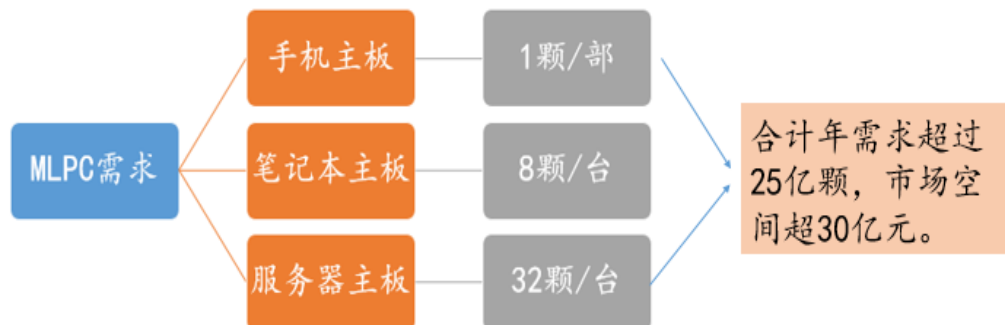 MLPC需求
手机主板
1颗/部
笔记本主板
8颗/台
服务器主板
32颗/台
合计年需求超过
25亿颗，市场空
间超30亿元。